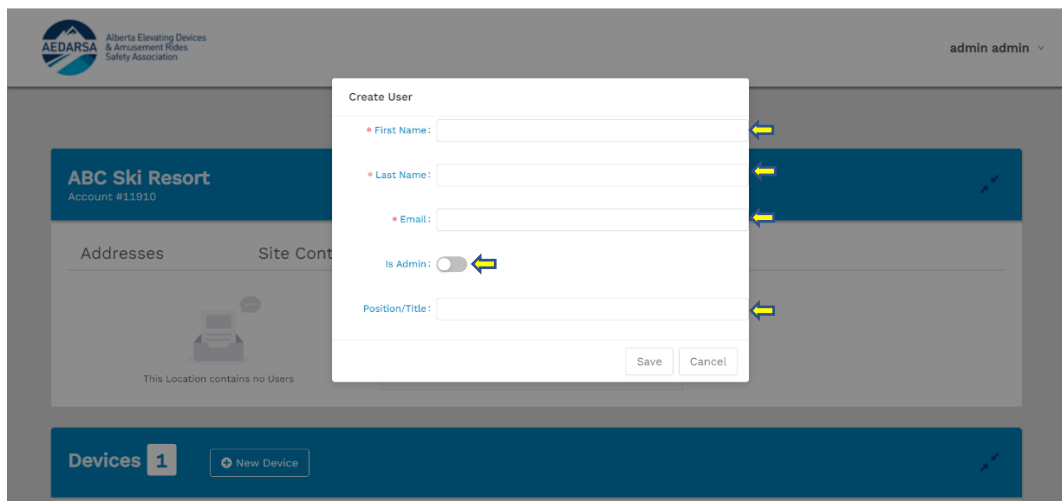 AEDARSA
Alberta Elevating Devices
& Amusement Rides
Safety Association
admin admin
Create User
* First Name:
* Last Name:
* Email:
Is Admin:
Position/Title:
Save Cancel
ABC Ski Resort
Account #11910
Addresses Site Cont
This Location contains no Users
Devices 1 New Device